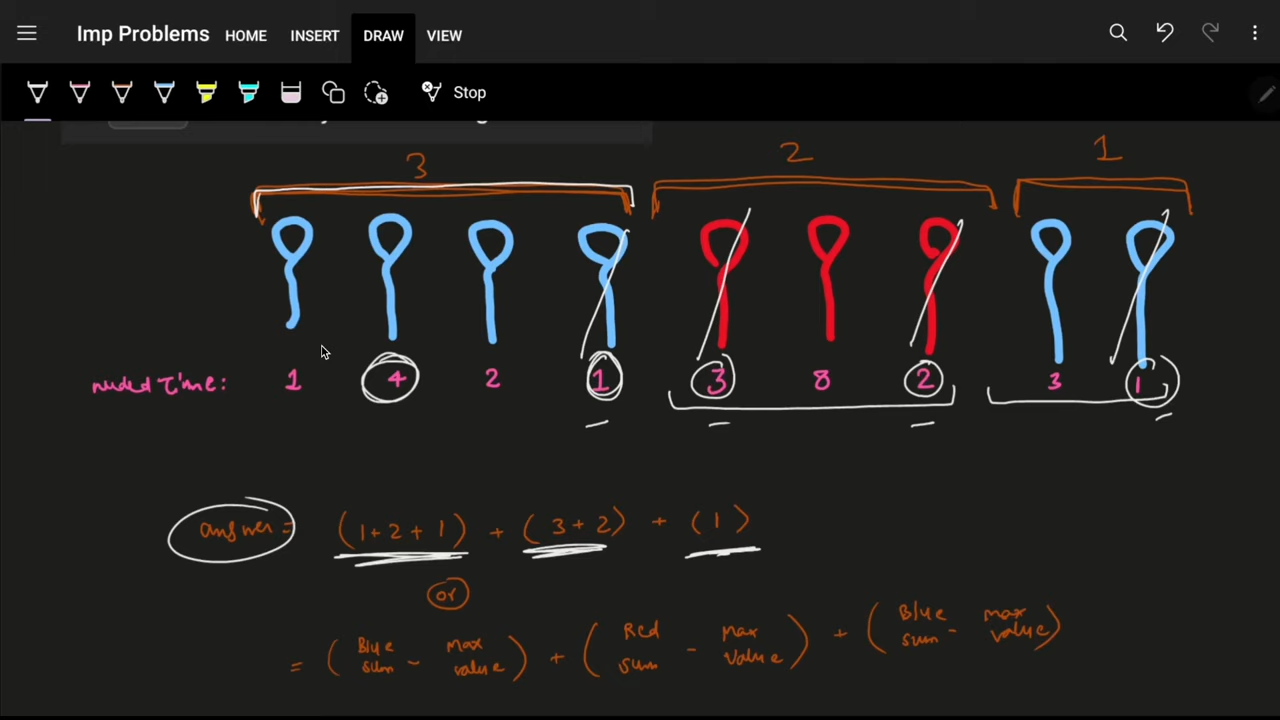 Imp Problems HOME INSERT DRAW VIEW
Stop
3 2 1
needed Time: 1 4 2 1 3 8 2 3 1
answer = (1+2+1) + (3+2) + (1)
or
= (Blue sum - max value) + (Red sum - Max Value) + (Blue sum - max value)